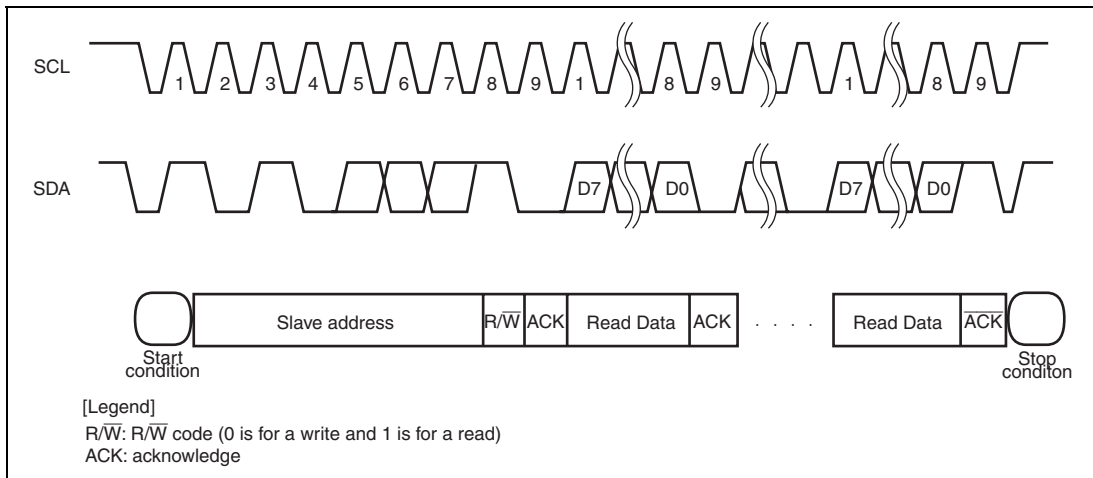 SCL
1 2 3 4 5 6 7 8 9 1 8 9 1 8 9
SDA
D7 D0 D7 D0
Slave address R/W̅ ACK Read Data ACK . . . . Read Data A̅C̅K̅
Start
condition
Stop
conditon
[Legend]
R/W̅: R/W̅ code (0 is for a write and 1 is for a read)
ACK: acknowledge